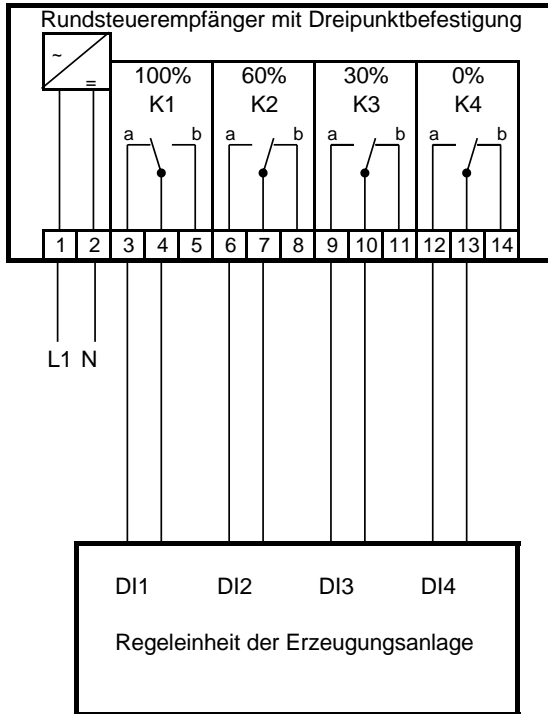 Rundsteuerempfänger mit Dreipunktbefestigung
~
=
100% 60% 30% 0%
K1 K2 K3 K4
a b a b a b a b
1 2 3 4 5 6 7 8 9 10 11 12 13 14
L1 N
DI1 DI2 DI3 DI4
Regeleinheit der Erzeugungsanlage